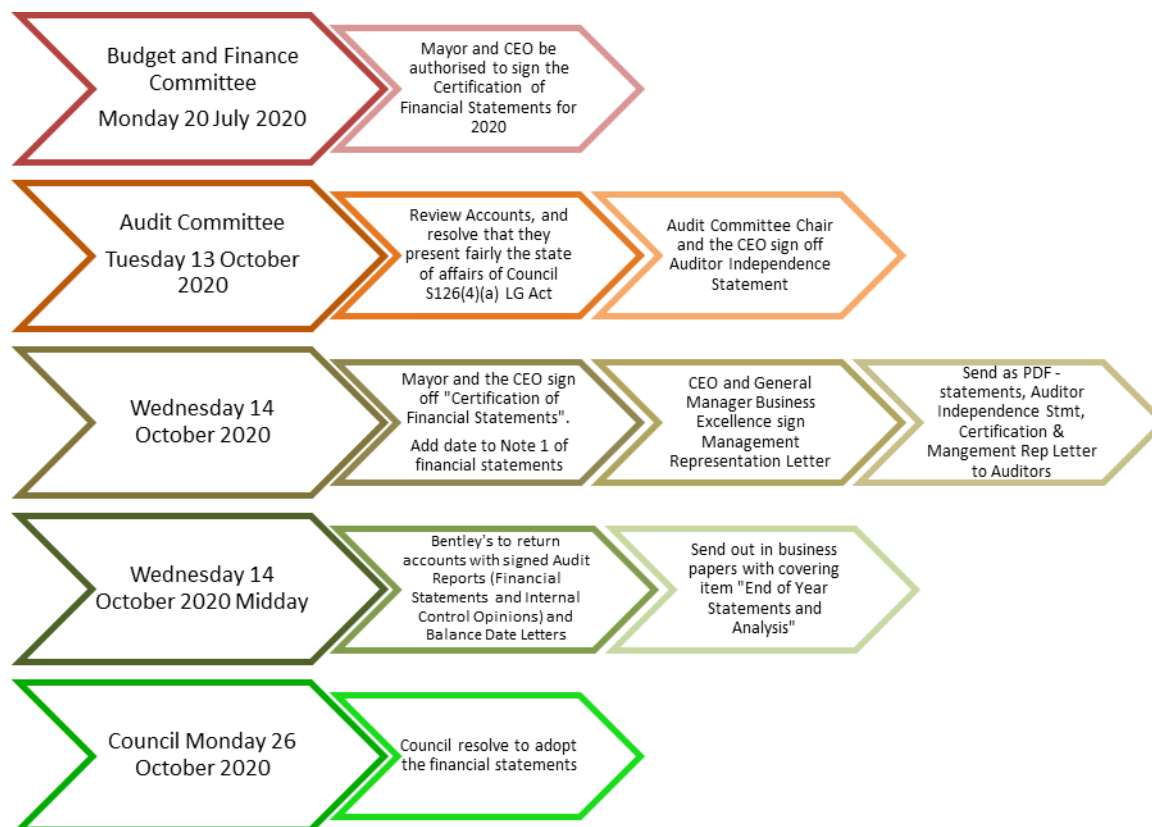 Budget and Finance
Committee
Monday 20 July 2020
Mayor and CEO be
authorised to sign the
Certification of
Financial Statements for
2020
Audit Committee
Tuesday 13 October
2020
Review Accounts, and
resolve that they
present fairly the state
of affairs of Council
S126(4)(a) LG Act
Audit Committee Chair
and the CEO sign off
Auditor Independence
Statement
Wednesday 14
October 2020
Mayor and the CEO sign
off "Certification of
Financial Statements".
Add date to Note 1 of
financial statements
CEO and General
Manager Business
Excellence sign
Management
Representation Letter
Send as PDF -
statements, Auditor
Independence Stmt,
Certification &
Mangement Rep Letter
to Auditors
Wednesday 14
October 2020 Midday
Bentley's to return
accounts with signed Audit
Reports (Financial
Statements and Internal
Control Opinions) and
Balance Date Letters
Send out in business
papers with covering
item "End of Year
Statements and
Analysis"
Council Monday 26
October 2020
Council resolve to adopt
the financial statements